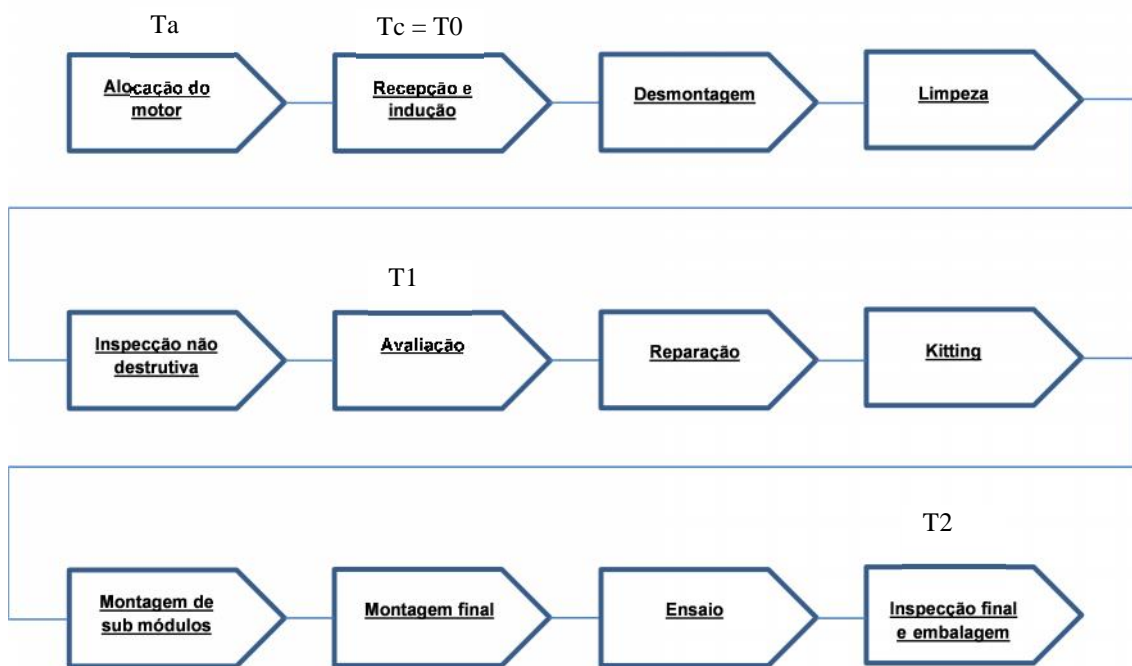 Ta
Tc = T0
Alocação do
motor
Recepção e
indução
Desmontagem
Limpeza
T1
Inspecção não
destrutiva
Avaliação
Reparação
Kitting
T2
Montagem de
sub módulos
Montagem final
Ensaio
Inspecção final
e embalagem